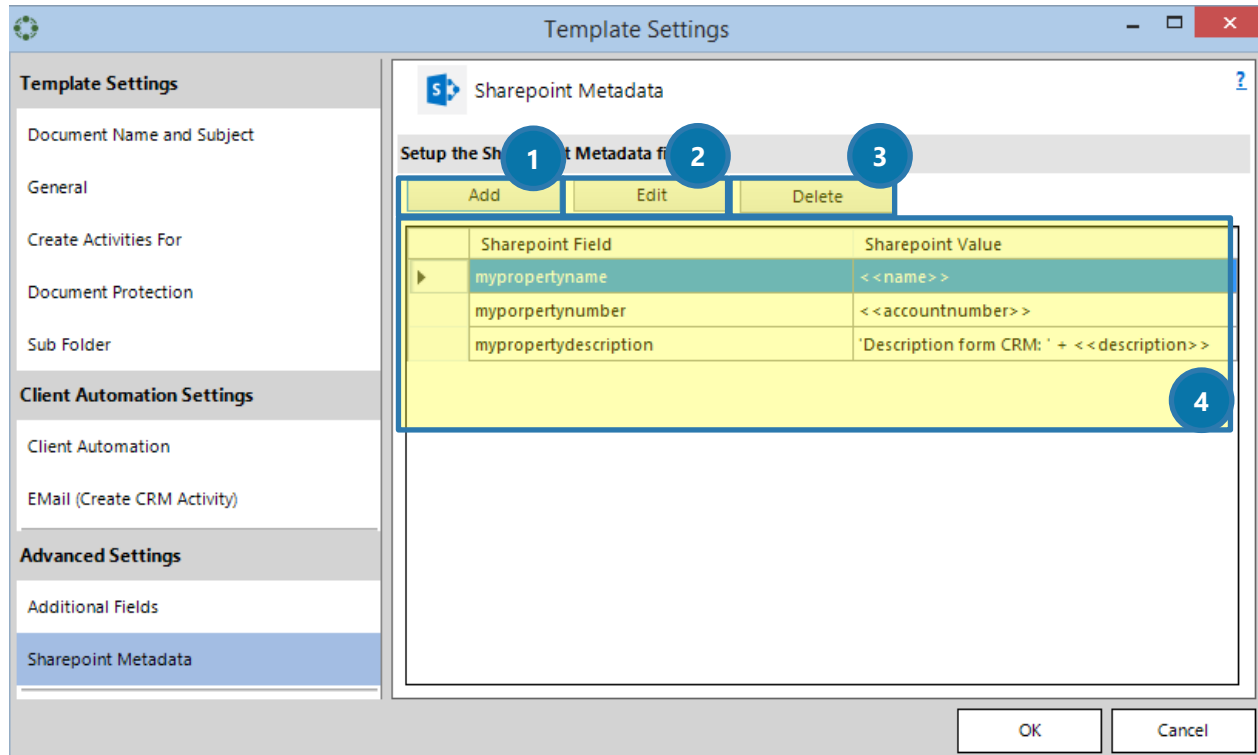 Template Settings
Template Settings
Document Name and Subject
General
Create Activities For
Document Protection
Sub Folder
Client Automation Settings
Client Automation
EMail (Create CRM Activity)
Advanced Settings
Additional Fields
Sharepoint Metadata
S Sharepoint Metadata ?
Setup the Sh t Metadata fi
1 2 3
Add Edit Delete
Sharepoint Field Sharepoint Value
mypropertyname <<name>>
myporpertynumber <<accountnumber>>
mypropertydescription 'Description form CRM: ' + <<description>>
4
OK Cancel